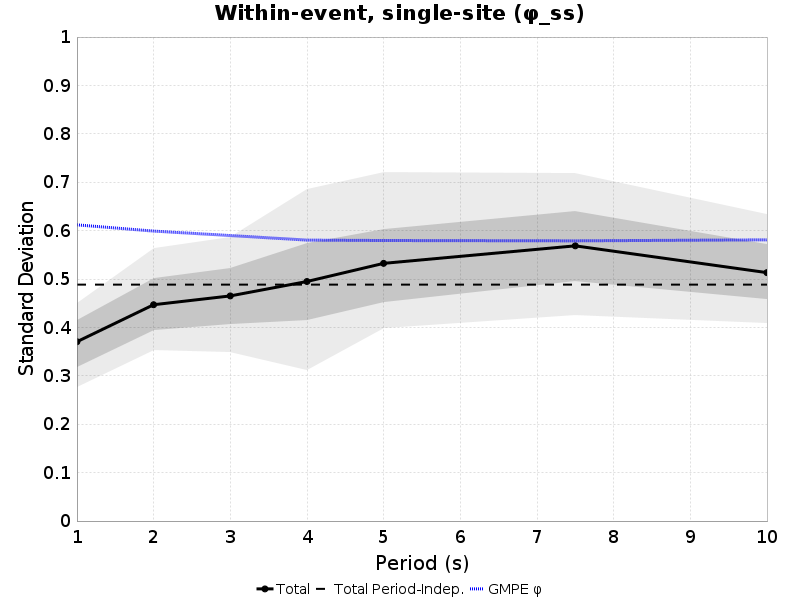 Within-event, single-site (φ_ss)
1
0.9
0.8
0.7
0.6
0.5
0.4
0.3
0.2
0.1
0
Standard Deviation
1 2 3 4 5 6 7 8 9 10
Period (s)
Total Total Period-Indep. GMPE φ